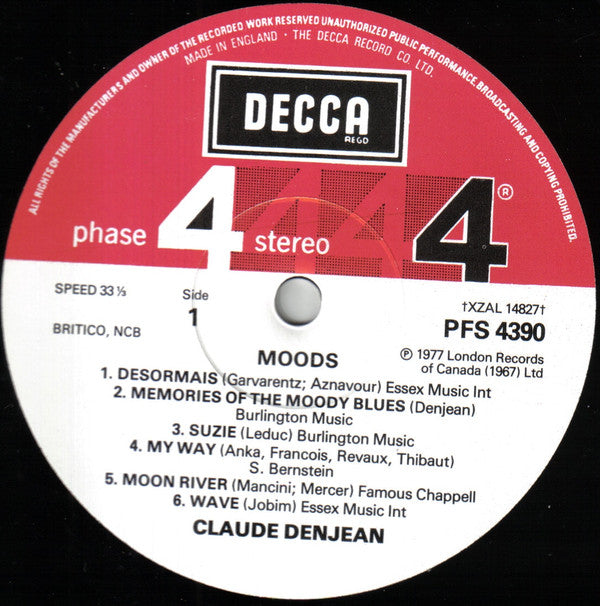 ALL RIGHTS OF THE MANUFACTURERS AND OWNER OF THE RECORDED WORK RESERVED UNAUTHORIZED PUBLIC PERFORMANCE BROADCASTING AND COPYING PROHIBITED.
MADE IN ENGLAND · THE DECCA RECORD CO. LTD.
DECCA
REGD
phase 4 stereo 4 4 4®
SPEED 33⅓
Side
1
BRITICO, NCB
†XZAL 14827†
PFS 4390
℗ 1977 London Records
of Canada (1967) Ltd
MOODS
1. DESORMAIS (Garvarentz; Aznavour) Essex Music Int
2. MEMORIES OF THE MOODY BLUES (Denjean)
Burlington Music
3. SUZIE (Leduc) Burlington Music
4. MY WAY (Anka, Francois, Revaux, Thibaut)
S. Bernstein
5. MOON RIVER (Mancini; Mercer) Famous Chappell
6. WAVE (Jobim) Essex Music Int
CLAUDE DENJEAN